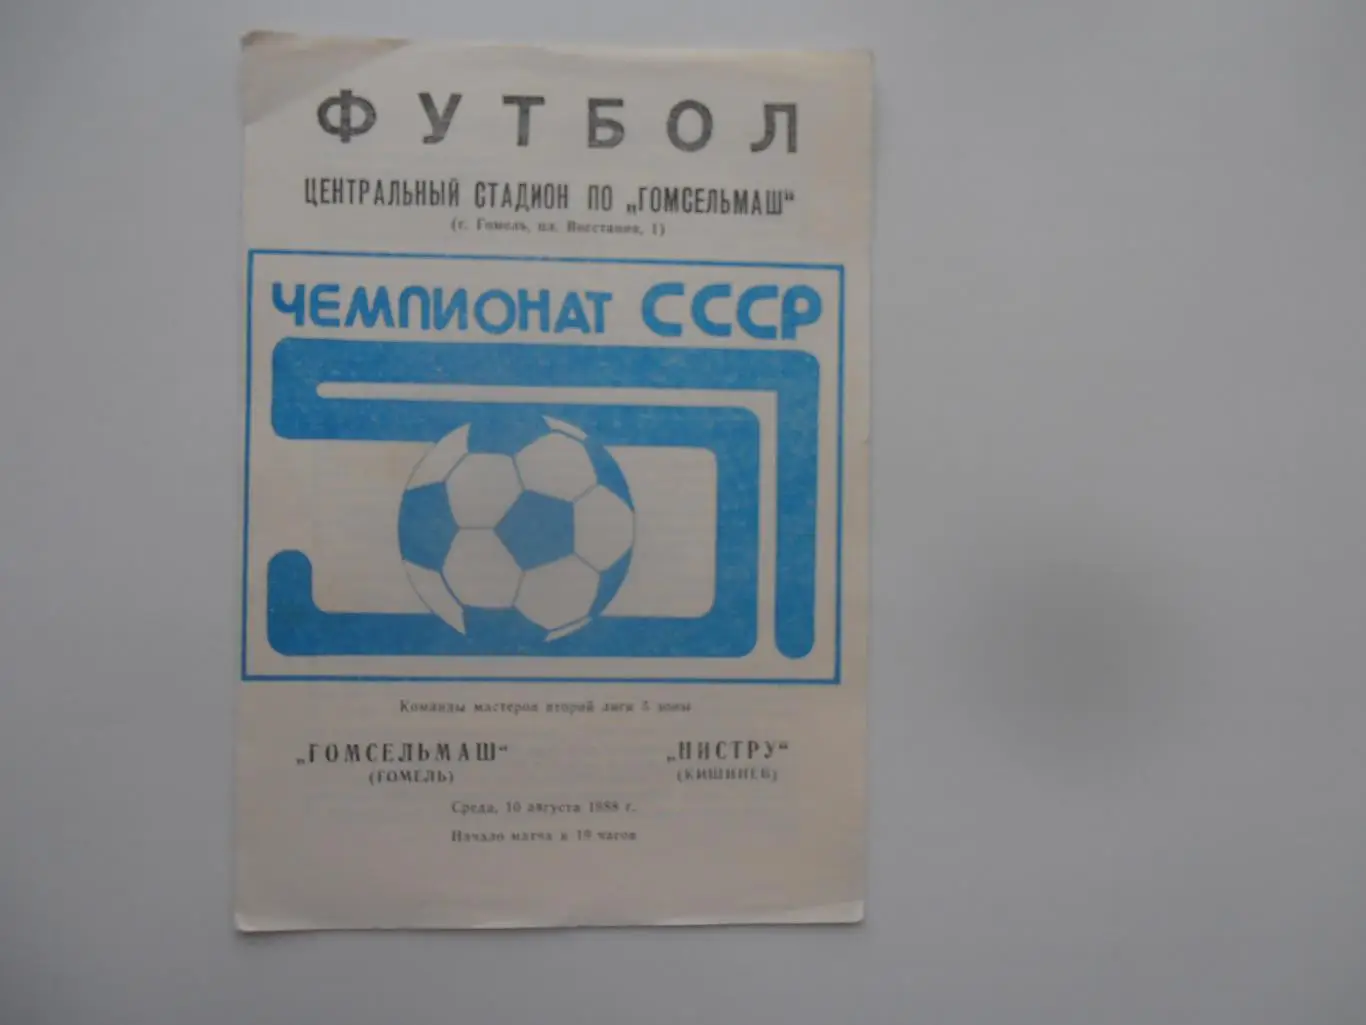 ФУТБОЛ
ЦЕНТРАЛЬНЫЙ СТАДИОН ПО „ГОМСЕЛЬМАШ“
(г. Гомель, пл. Восстания, 1)
ЧЕМПИОНАТ СССР
51
Команды мастеров второй лиги 5 зоны
„ГОМСЕЛЬМАШ“ „НИСТРУ“
(ГОМЕЛЬ) (КИШИНЕВ)
Среда, 10 августа 1988 г.
Начало матча в 19 часов